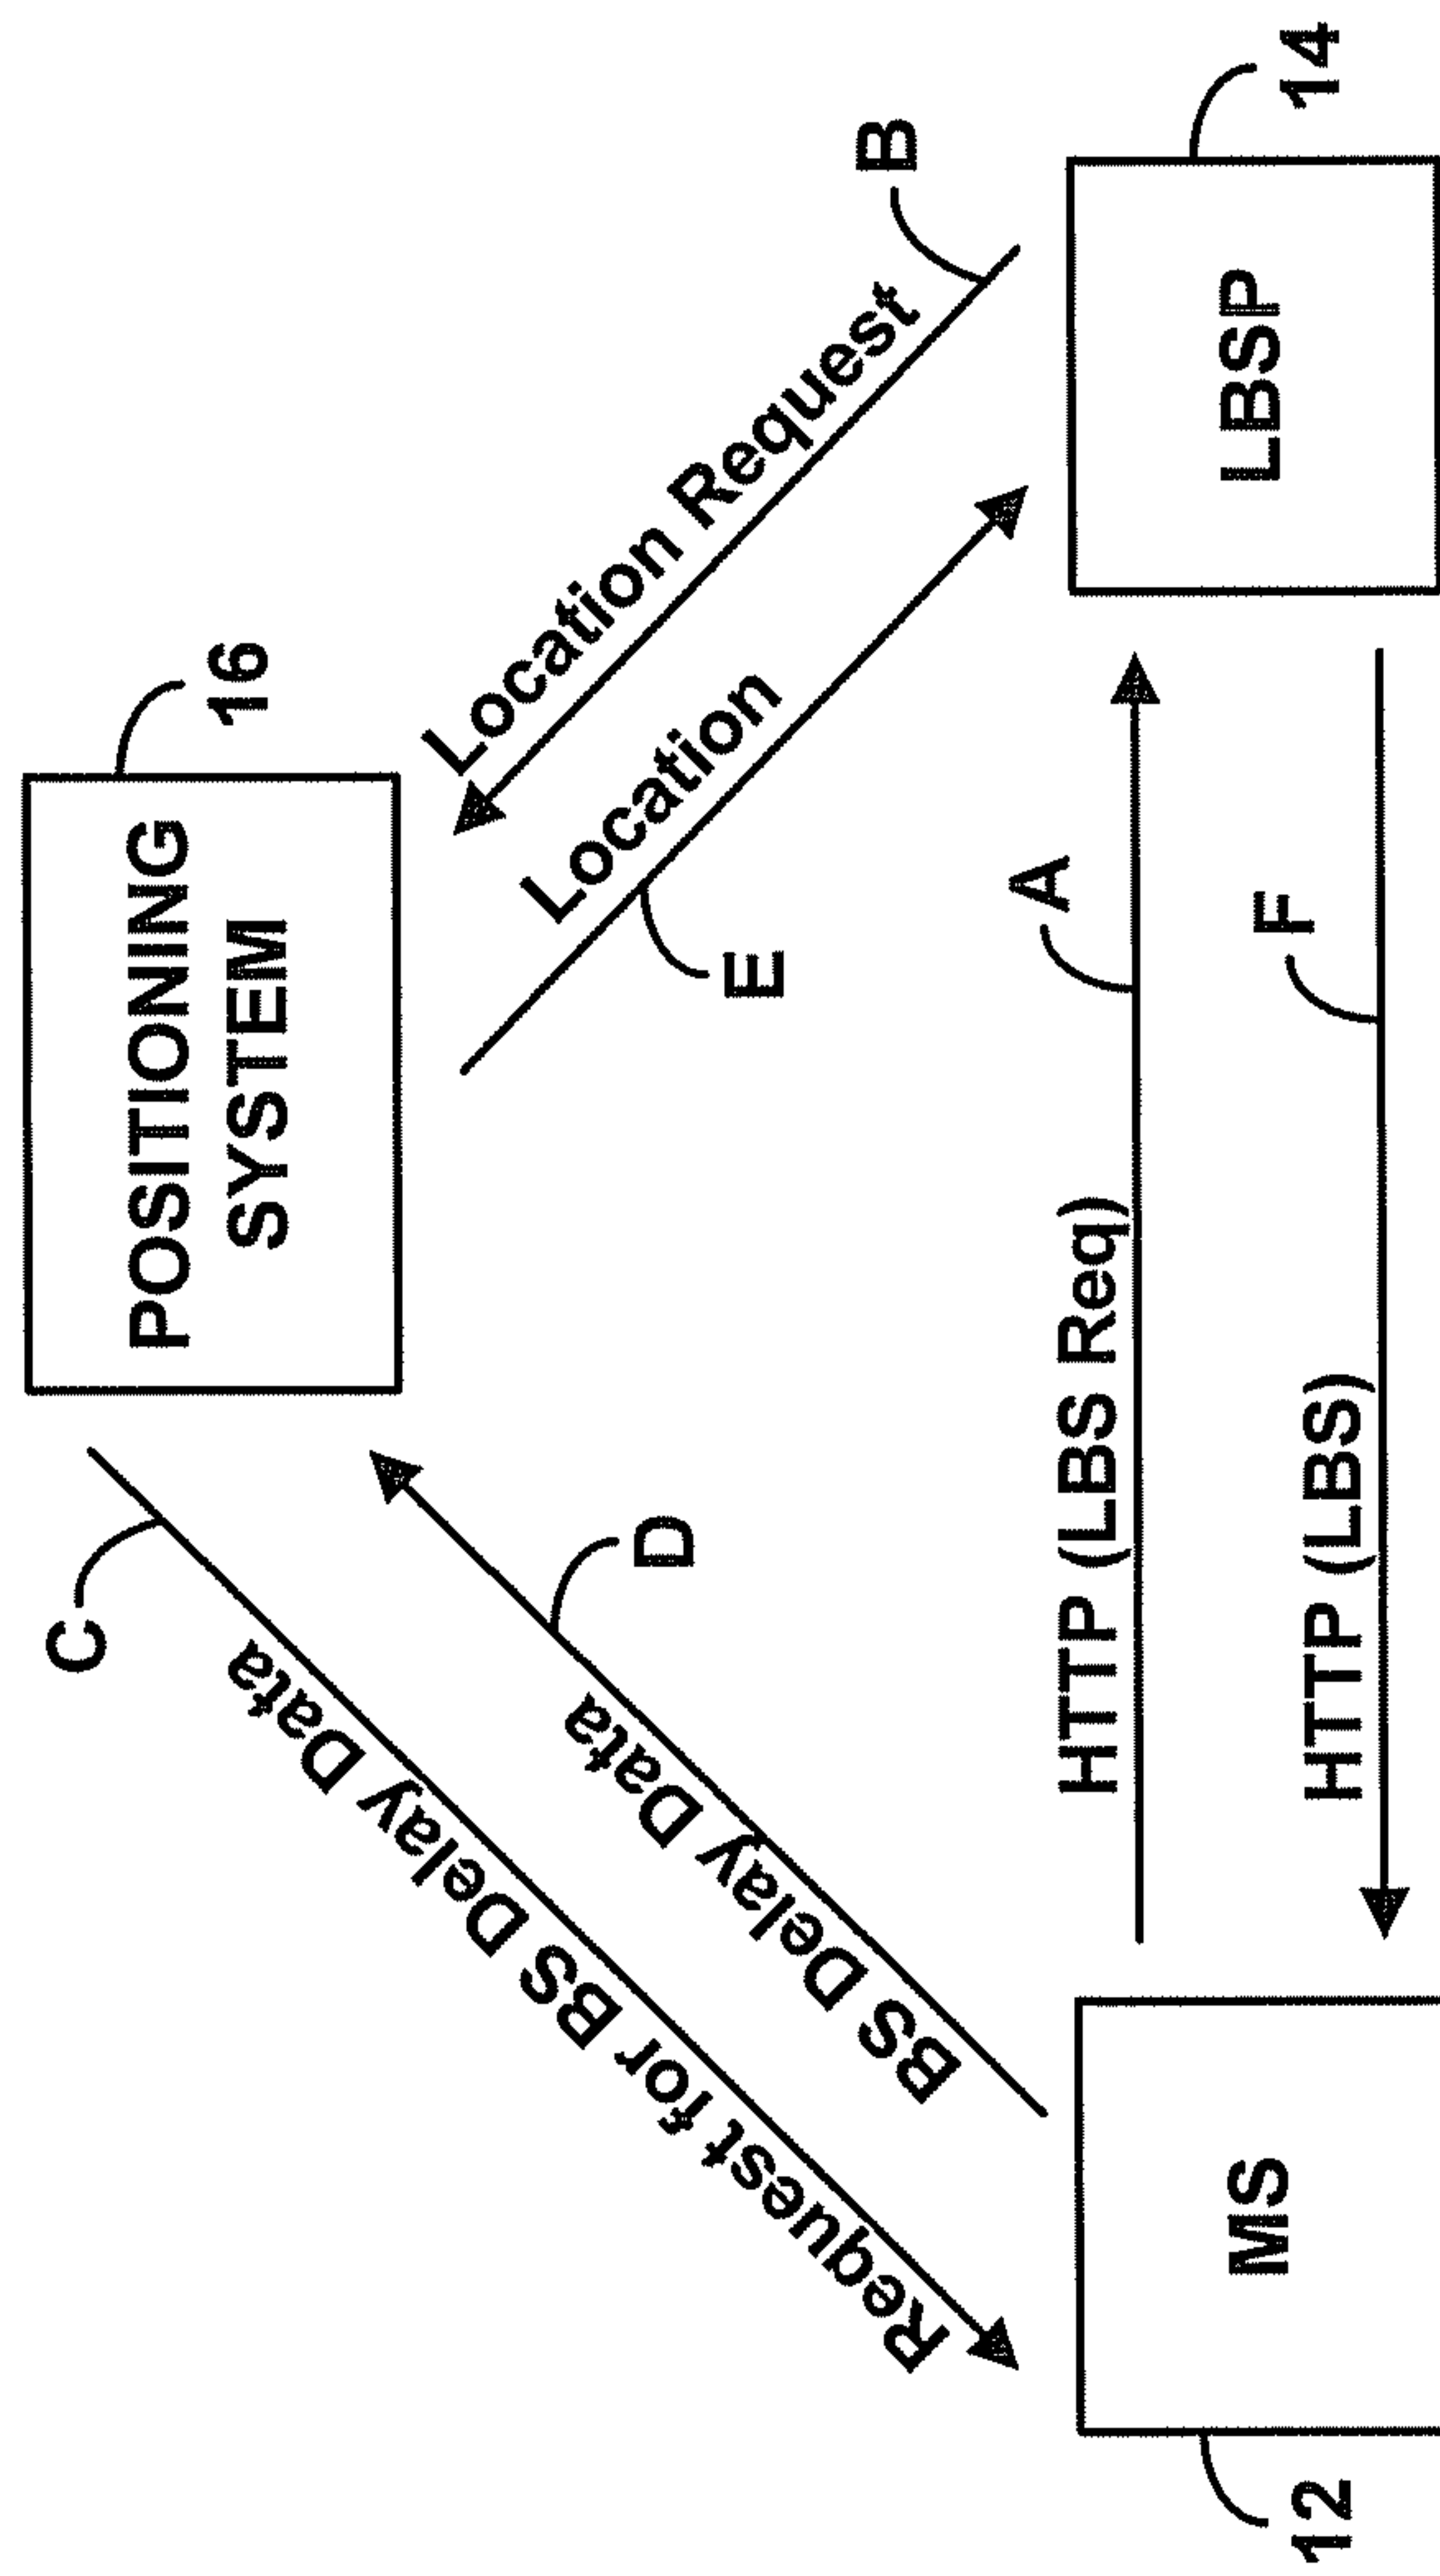 POSITIONING
SYSTEM
16
C
Request for BS Delay Data
D
BS Delay Data
B
Location Request
Location
E
HTTP (LBS Req)
A
HTTP (LBS)
F
MS
12
LBSP
14